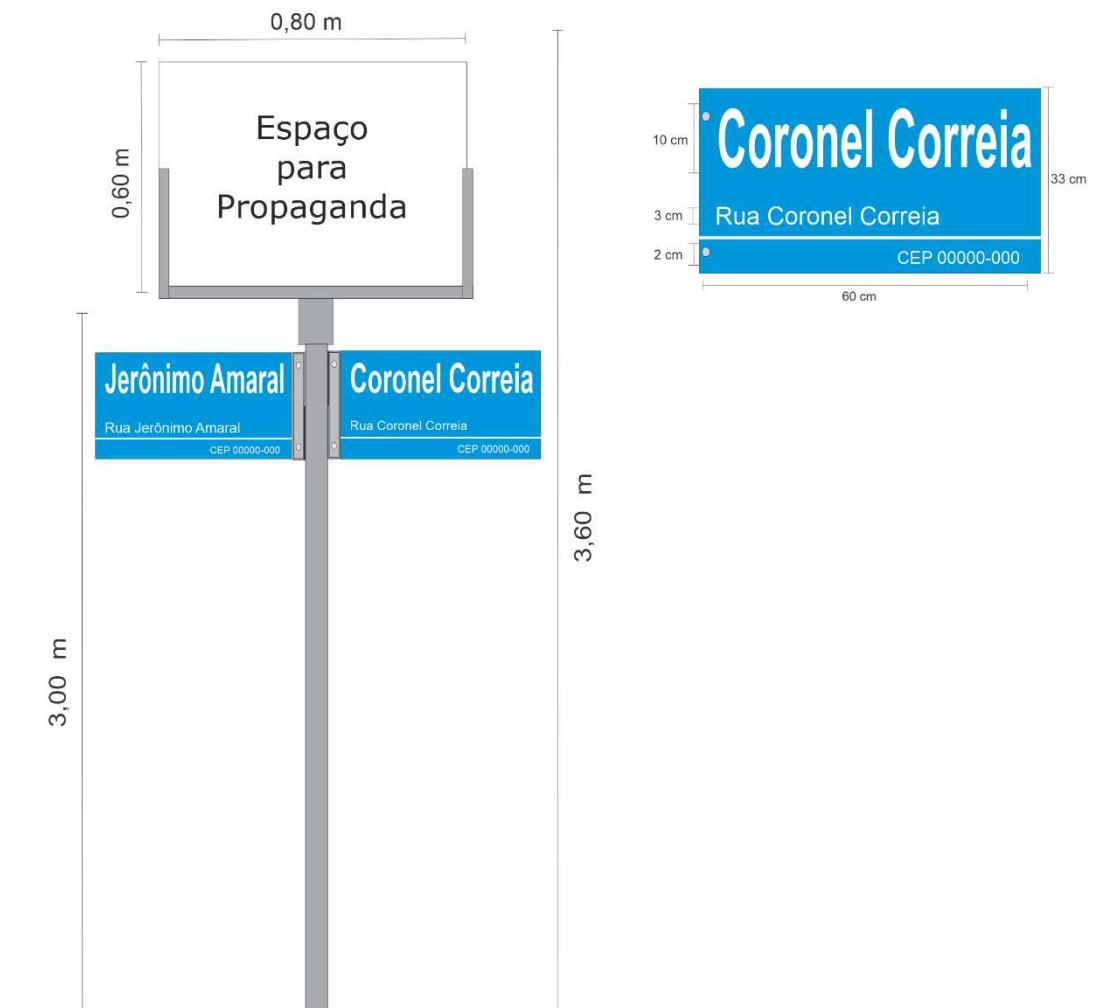 0,80 m
0,60 m
Espaço
para
Propaganda
3,00 m
3,60 m
Jerônimo Amaral
Rua Jerônimo Amaral
CEP 00000-000
Coronel Correia
Rua Coronel Correia
CEP 00000-000
10 cm
3 cm
2 cm
Coronel Correia
Rua Coronel Correia
CEP 00000-000
33 cm
60 cm